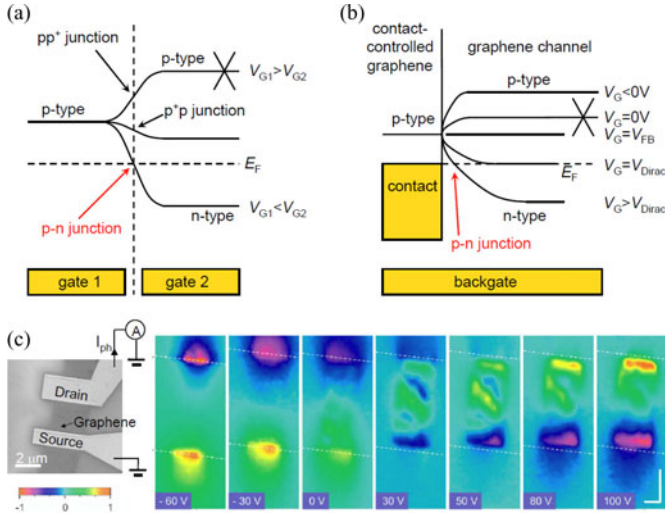 (a)
pp⁺ junction
p-type
V_G1>V_G2
p-type
p⁺p junction
E_F
p-n junction
n-type
V_G1<V_G2
gate 1
gate 2
(b)
contact-
controlled
graphene
graphene channel
p-type
V_G<0V
p-type
V_G=0V
V_G=V_FB
E_F
V_G=V_Dirac
contact
n-type
V_G>V_Dirac
p-n junction
backgate
(c)
I_ph
A
Drain
Graphene
Source
2 µm
-1
0
1
- 60 V
- 30 V
0 V
30 V
50 V
80 V
100 V